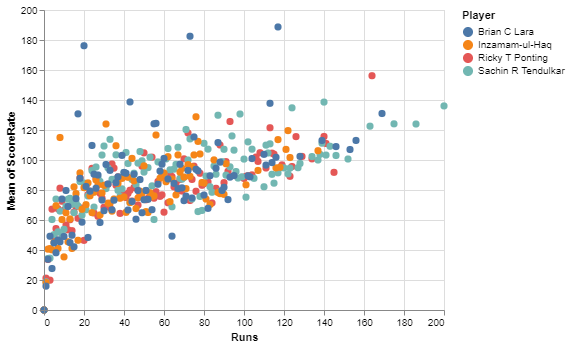 Player
Brian C Lara
Inzamam-ul-Haq
Ricky T Ponting
Sachin R Tendulkar
Mean of ScoreRate
200
180
160
140
120
100
80
60
40
20
0
0 20 40 60 80 100 120 140 160 180 200
Runs